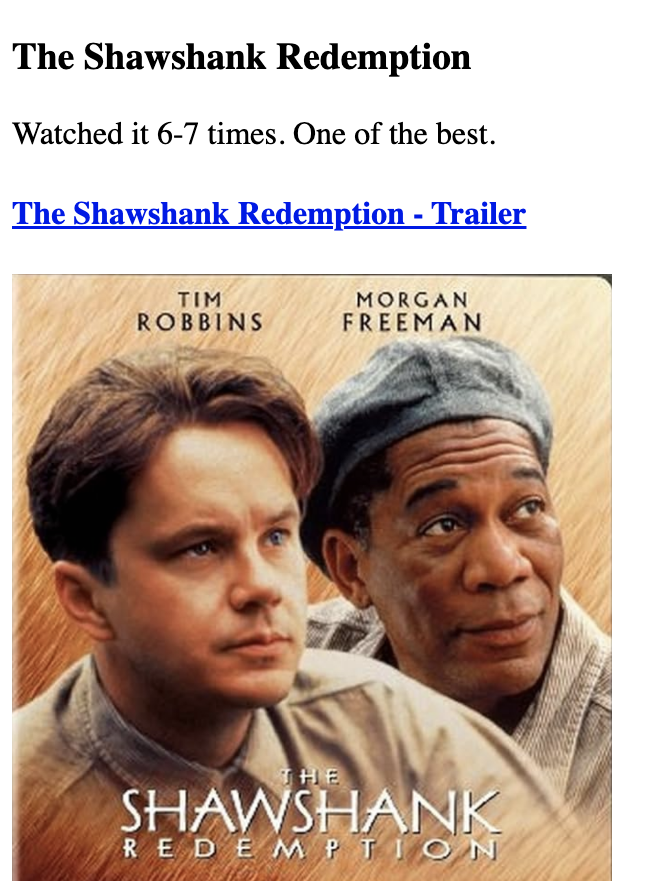 The Shawshank Redemption
Watched it 6-7 times. One of the best.
The Shawshank Redemption - Trailer
TIM
ROBBINS
MORGAN
FREEMAN
THE
SHAWSHANK
REDEMPTION